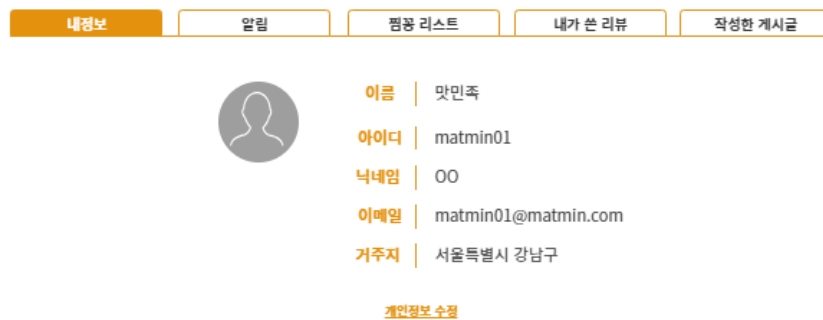 내정보 알림 찜꽁 리스트 내가 쓴 리뷰 작성한 게시글
이름 맛민족
아이디 matmin01
닉네임 OO
이메일 matmin01@matmin.com
거주지 서울특별시 강남구
개인정보 수정